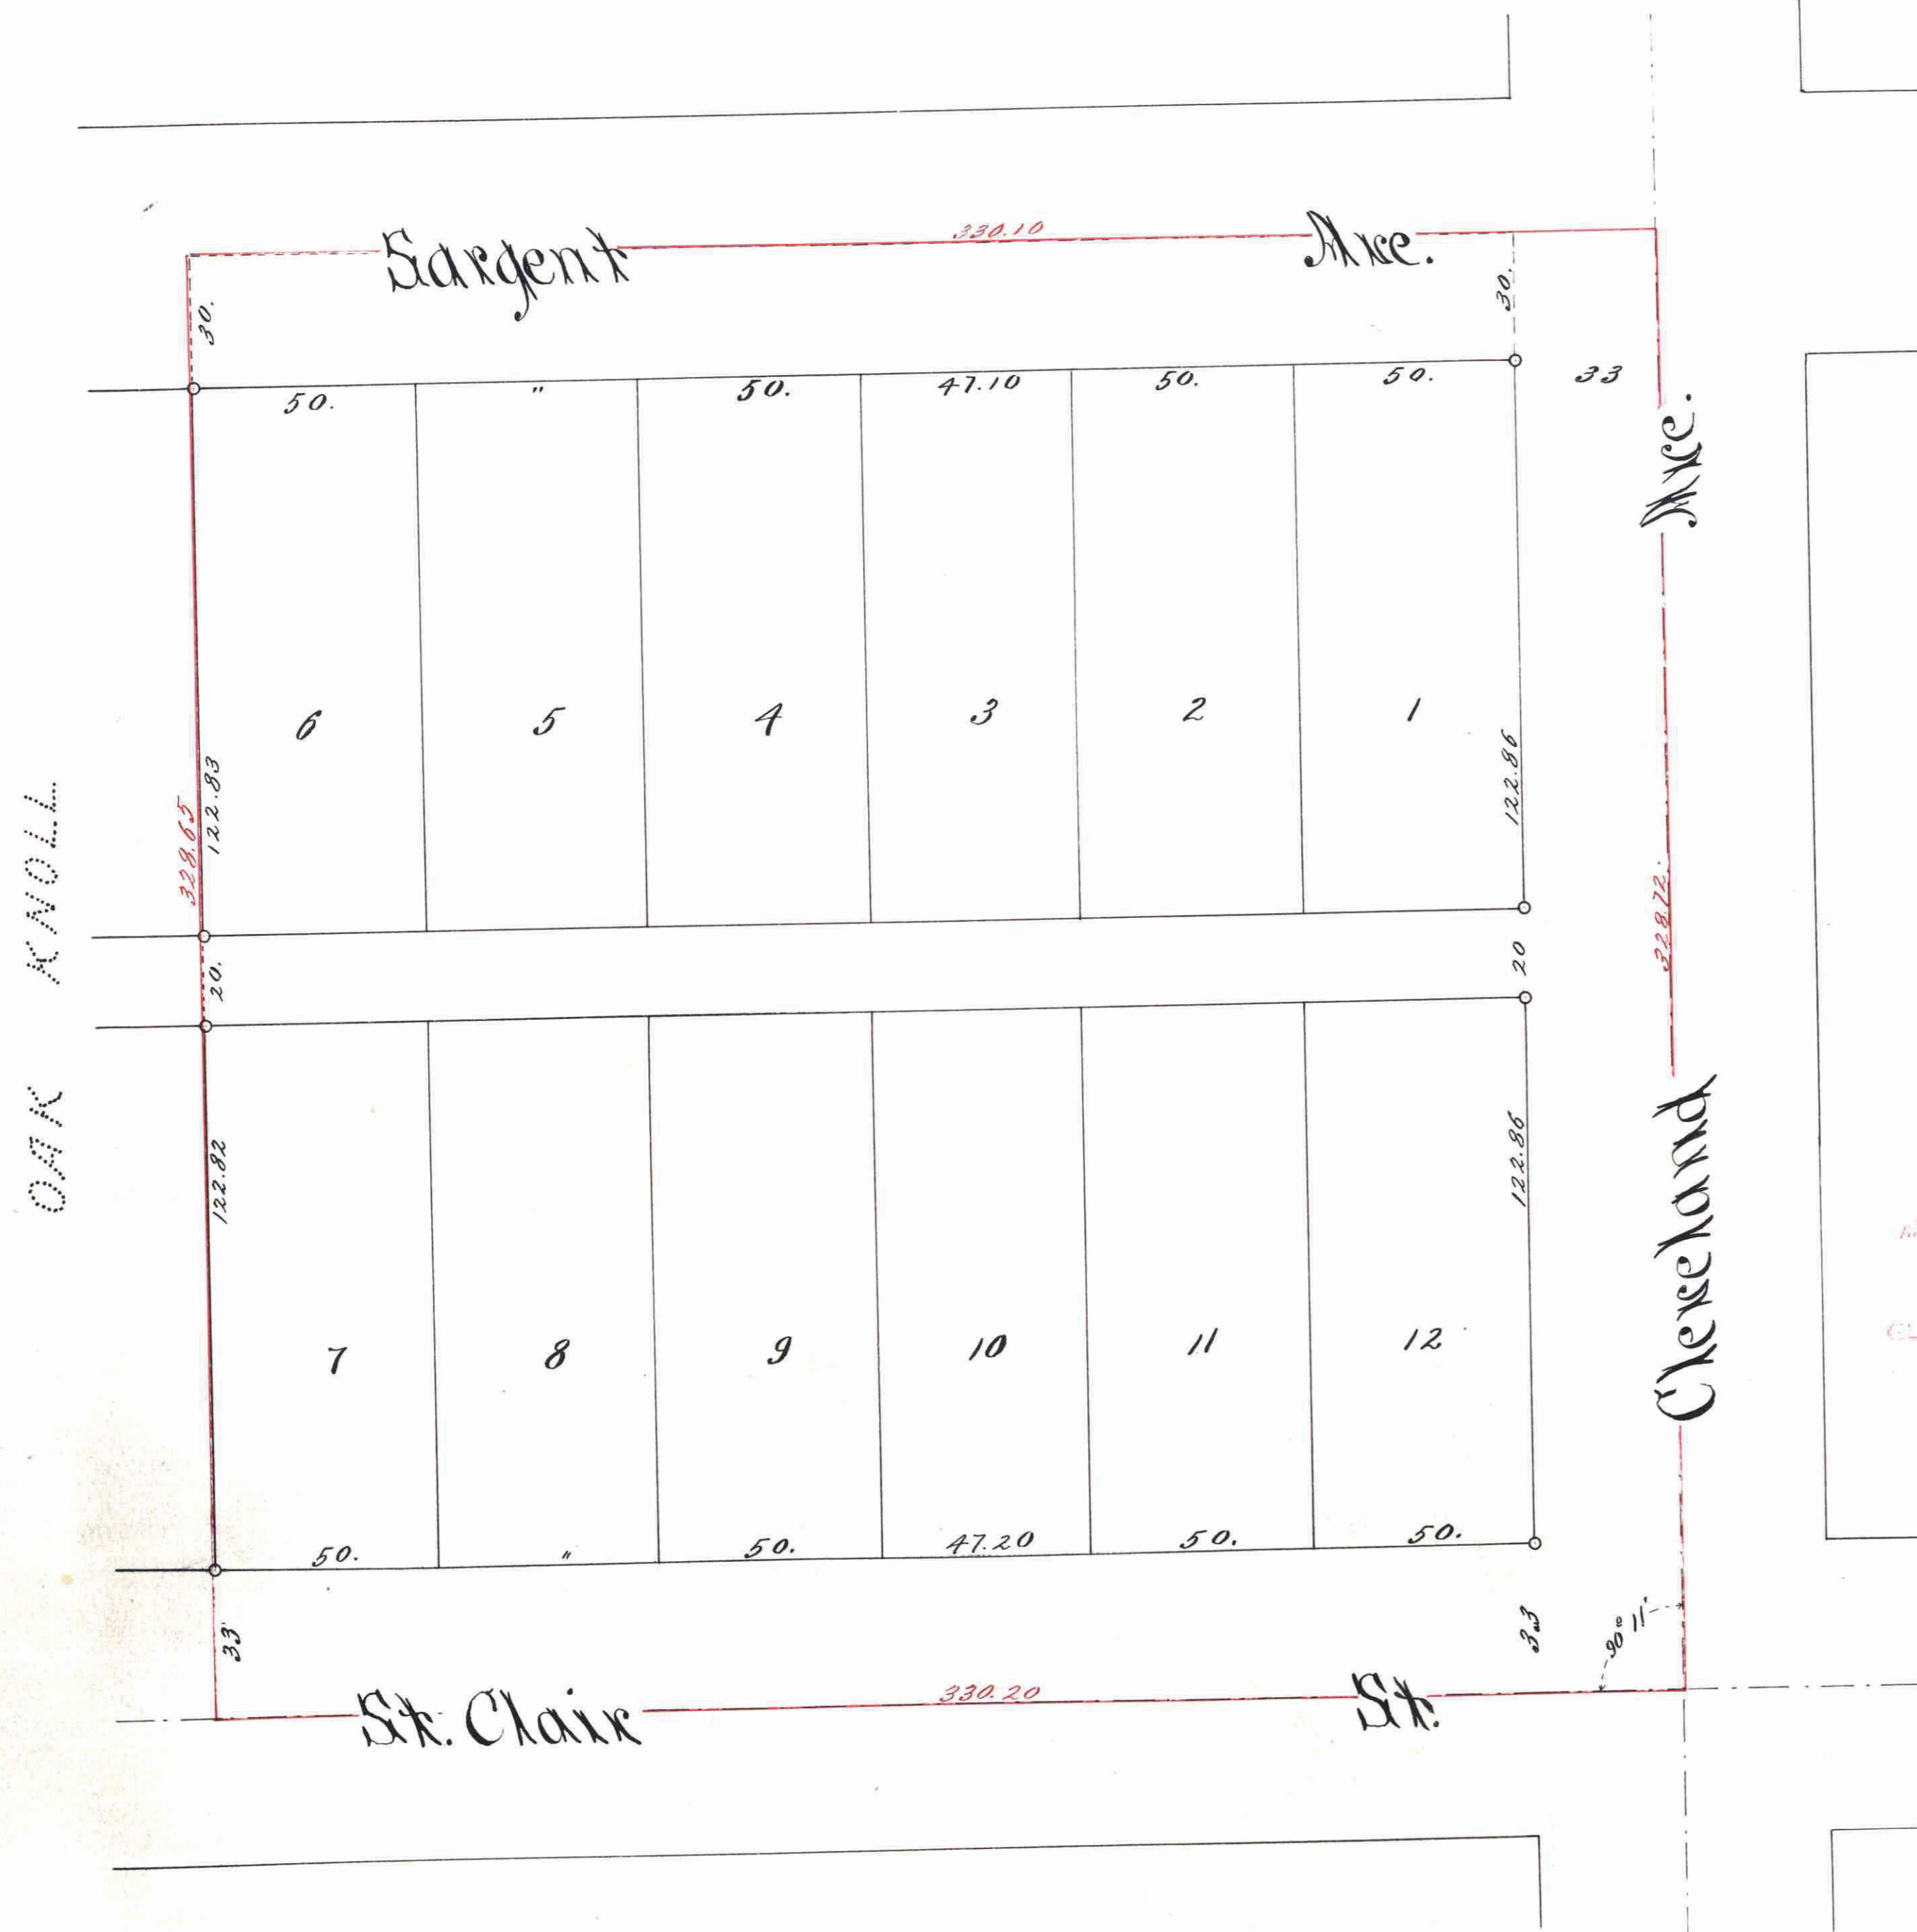 Sargent 330.10 Ave.
30.
30.
50. " 50. 47.10 50. 50. 33
Ave.
6 5 4 3 2 1
122.83
122.86
328.65
328.72
OAK KNOLL
20.
20
Cleveland
122.82
122.86
7 8 9 10 11 12
50. " 50. 47.20 50. 50.
33
33
90° 11'
St. Clair 330.20 St.